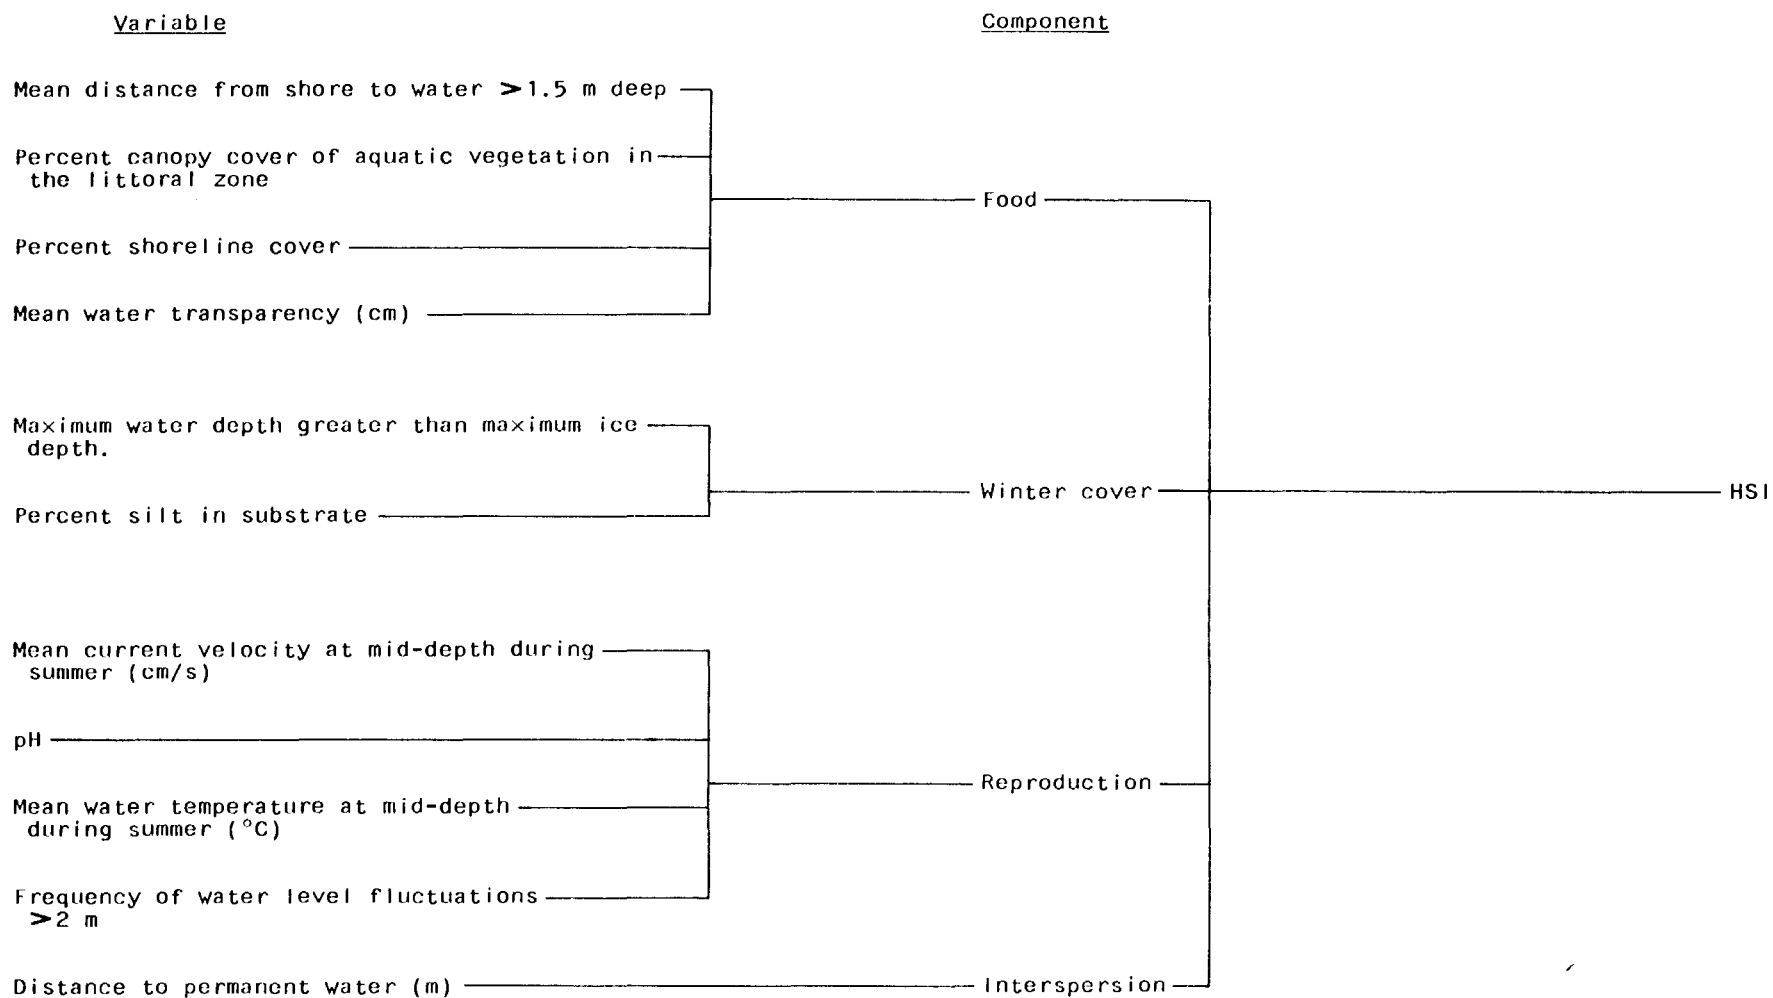 Variable
Component
Mean distance from shore to water >1.5 m deep
Percent canopy cover of aquatic vegetation in
the littoral zone
Food
Percent shoreline cover
Mean water transparency (cm)
Maximum water depth greater than maximum ice
depth.
Winter cover
HSI
Percent silt in substrate
Mean current velocity at mid-depth during
summer (cm/s)
pH
Reproduction
Mean water temperature at mid-depth
during summer (°C)
Frequency of water level fluctuations
>2 m
Distance to permanent water (m)
Interspersion